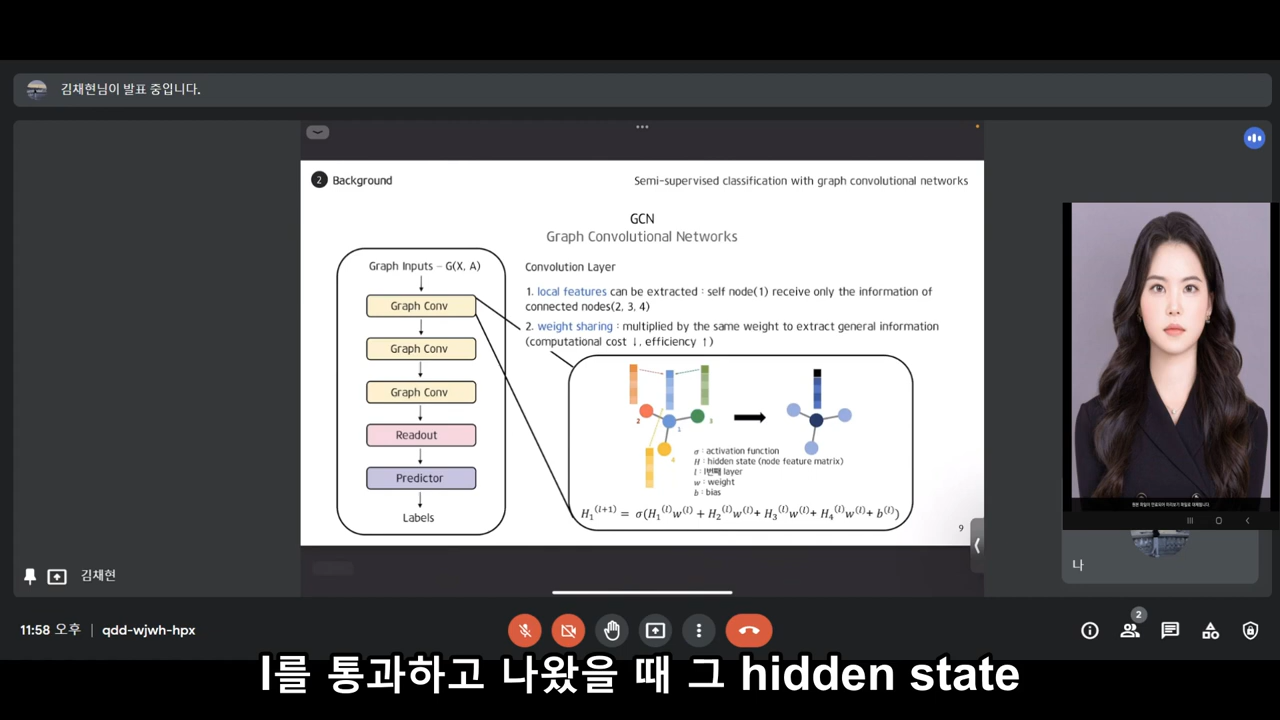 김채현님이 발표 중입니다.
2 Background
Semi-supervised classification with graph convolutional networks
GCN
Graph Convolutional Networks
Graph Inputs – G(X, A)
Graph Conv
Graph Conv
Graph Conv
Readout
Predictor
Labels
Convolution Layer
1. local features can be extracted : self node(1) receive only the information of
connected nodes(2, 3, 4)
2. weight sharing : multiplied by the same weight to extract general information
(computational cost ↓, efficiency ↑)
2
1
3
4
σ : activation function
H : hidden state (node feature matrix)
l : l번째 layer
w : weight
b : bias
H₁⁽ˡ⁺¹⁾ = σ(H₁⁽ˡ⁾w⁽ˡ⁾ + H₂⁽ˡ⁾w⁽ˡ⁾+ H₃⁽ˡ⁾w⁽ˡ⁾+ H₄⁽ˡ⁾w⁽ˡ⁾+ b⁽ˡ⁾)
9
김채현
나
11:58 오후 | qdd-wjwh-hpx
2
l를 통과하고 나왔을 때 그 hidden state